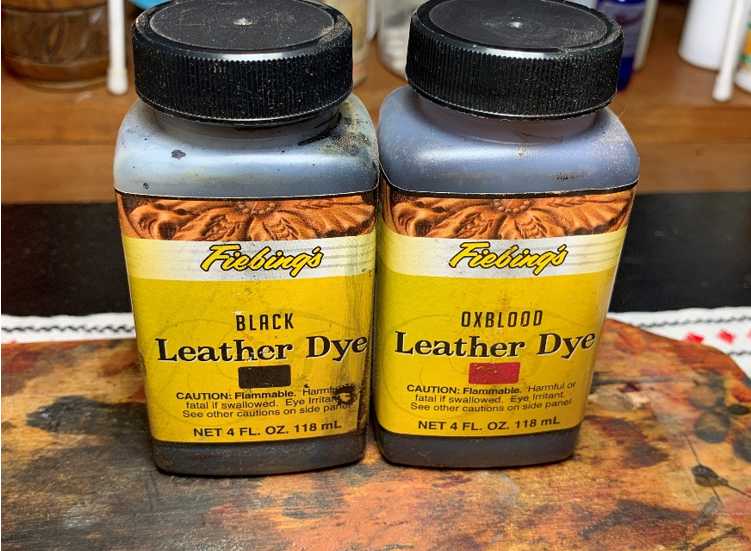 Fiebing's
BLACK
Leather Dye
CAUTION: Flammable. Harmful or
fatal if swallowed. Eye Irritant.
See other cautions on side panel
NET 4 FL. OZ. 118 mL
Fiebing's
OXBLOOD
Leather Dye
CAUTION: Flammable. Harmful or
fatal if swallowed. Eye Irritant.
See other cautions on side panel
NET 4 FL. OZ. 118 mL